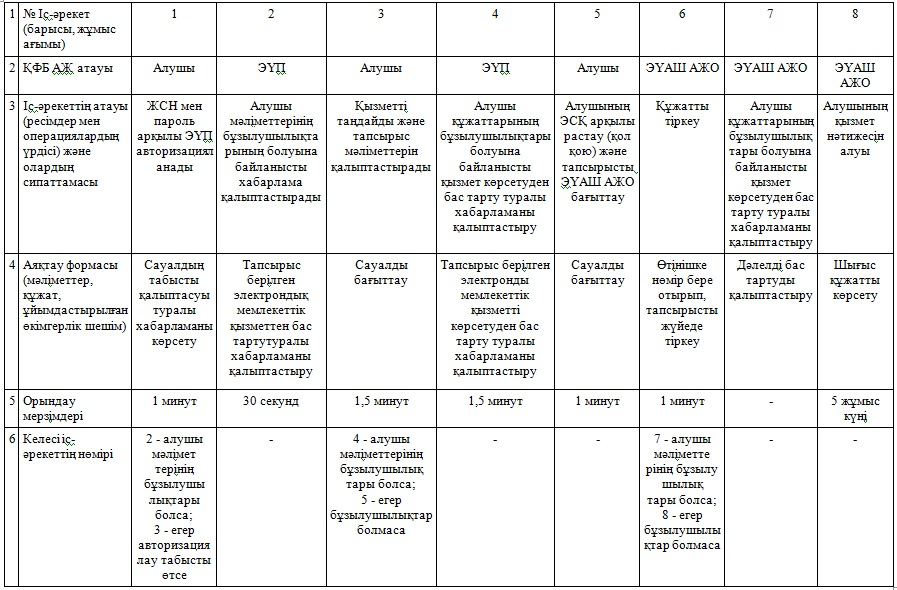 1 № Іс-әрекет (барысы, жұмыс ағымы) 1 2 3 4 5 6 7 8
2 ҚФБ АЖ атауы Алушы ЭҮП Алушы ЭҮП Алушы ЭҮАШ АЖО ЭҮАШ АЖО ЭҮАШ АЖО
3 Іс-әрекеттің атауы
(ресімдер мен
операциялардың
үрдісі) және
олардың
сипаттамасы
ЖСН мен
пароль
арқылы ЭҮП
авторизациял
анады
Алушы
мәліметтерінің
бұзылушылықта
рының болуына
байланысты
хабарлама
қалыптастырады
Қызметті
таңдайды және
тапсырыс
мәліметтерін
қалыптастырады
Алушы
құжаттарының
бұзылушылықтары
болуына
байланысты
қызмет көрсетуден
бас тарту туралы
хабарламаны
қалыптастыру
Алушының
ЭСҚ арқылы
растау (қол
қою) және
тапсырысты
ЭҮАШ АЖО
бағыттау
Құжатты
тіркеу
Алушы
құжаттарының
бұзылушылық
тары болуына
байланысты
қызмет
көрсетуден бас
тарту туралы
хабарламаны
қалыптастыру
Алушының
қызмет
нәтижесін
алуы
4 Аяқтау формасы
(мәліметтер,
құжат,
ұйымдастырылған
өкімгерлік шешім)
Сауалдың
табысты
қалыптасуы
туралы
хабарламаны
көрсету
Тапсырыс
берілген
электрондық
мемлекеттік
қызметтен бас
тартутуралы
хабарламаны
қалыптастыру
Сауалды
бағыттау
Тапсырыс берілген
электронды
мемлекеттік
қызметті
көрсетуден бас
тарту туралы
хабарламаны
қалыптастыру
Сауалды
бағыттау
Өтінішке
нөмір бере
отырып,
тапсырысты
жүйеде
тіркеу
Дәлелді бас
тартуды
қалыптастыру
Шығыс
құжатты
көрсету
5 Орындау
мерзімдері
1 минут
30 секунд
1,5 минут
1,5 минут
1 минут
1 минут
-
5 жұмыс
күні
6 Келесі іс-
әрекеттің нөмірі
2 - алушы
мәлімет
терінің
бұзылушы
лықтары
болса;
3 - егер
авторизация
лау табысты
өтсе
-
4 - алушы
мәліметтерінің
бұзылушылық
тары болса;
5 - егер
бұзылушылықтар
болмаса
-
-
7 - алушы
мәліметте
рінің бұзылу
шылық
тары болса;
8 - егер
бұзылушылы
қтар болмаса
-
-